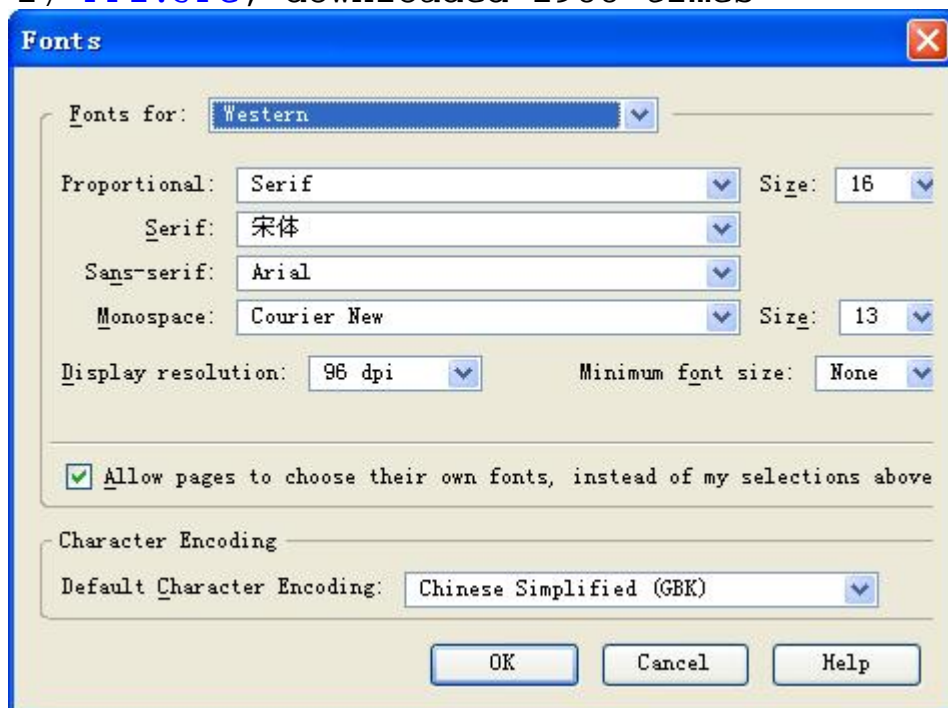 Fonts
Fonts for: Western
Proportional: Serif Size: 16
Serif: 宋体
Sans-serif: Arial
Monospace: Courier New Size: 13
Display resolution: 96 dpi Minimum font size: None
Allow pages to choose their own fonts, instead of my selections above
Character Encoding
Default Character Encoding: Chinese Simplified (GBK)
OK Cancel Help